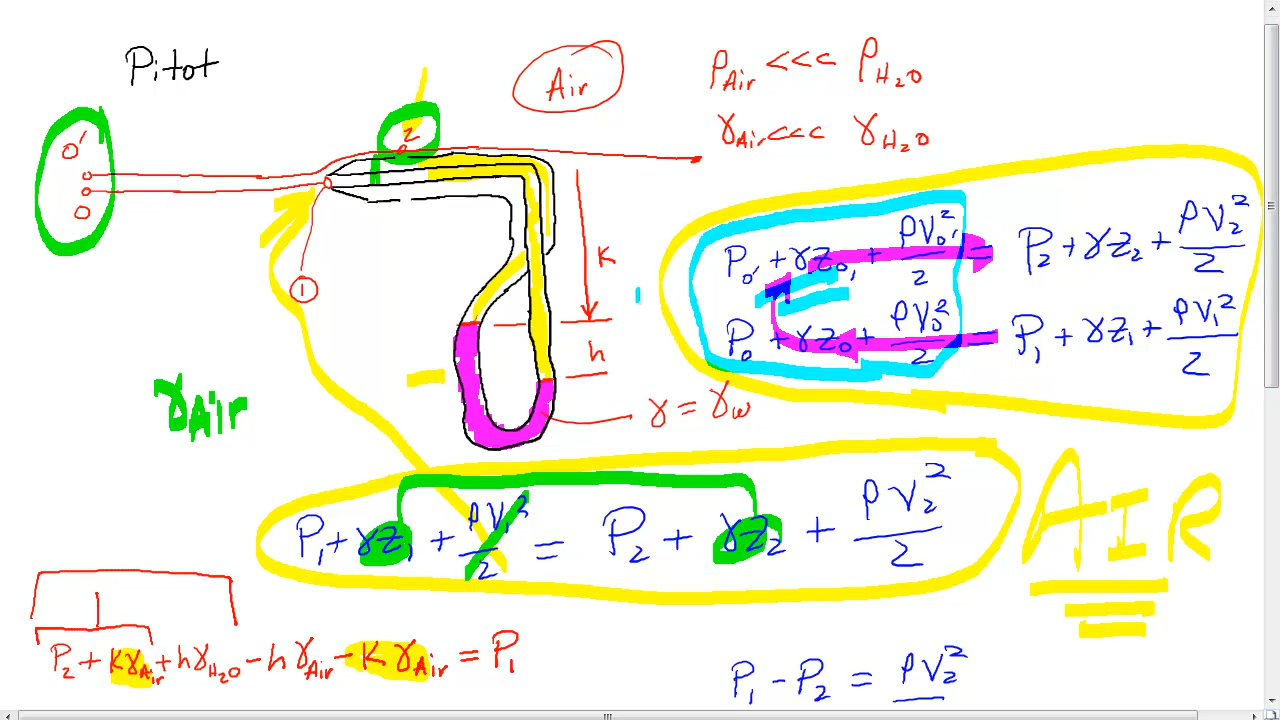 Pitot
Air
ρAir <<< ρH₂O
γAir <<< γH₂O
0'
0
2
1
K
h
P₀' + γz₀' + ρV₀'²/2 = P₂ + γz₂ + ρV₂²/2
P₀ + γz₀ + ρV₀²/2 = P₁ + γz₁ + ρV₁²/2
γAir
γ = γw
P₁ + γz₁ + ρV₁²/2 = P₂ + γz₂ + ρV₂²/2
AIR
P₂ + KγAir + hγH₂O - hγAir - KγAir = P₁
P₁ - P₂ = ρV₂²